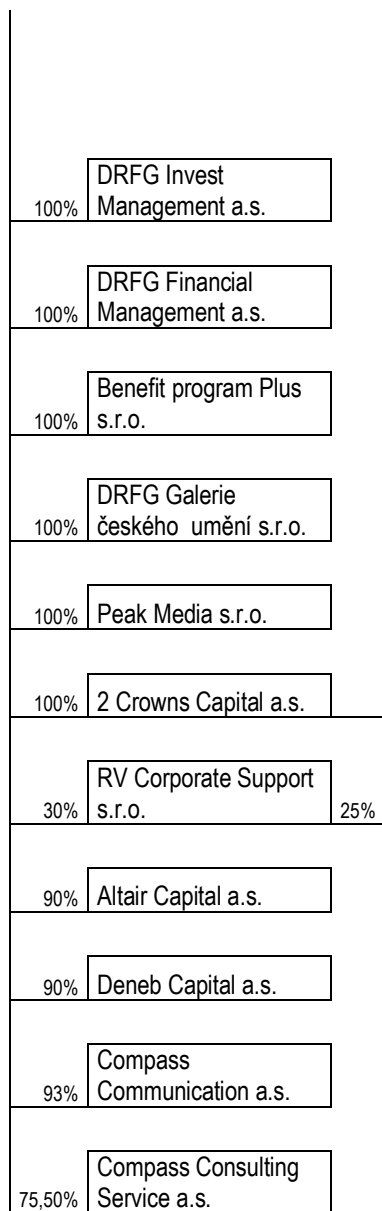 DRFG Invest
100% Management a.s.
DRFG Financial
100% Management a.s.
Benefit program Plus
100% s.r.o.
DRFG Galerie
100% českého umění s.r.o.
100% Peak Media s.r.o.
100% 2 Crowns Capital a.s.
RV Corporate Support
30% s.r.o. 25%
90% Altair Capital a.s.
90% Deneb Capital a.s.
Compass
93% Communication a.s.
Compass Consulting
75,50% Service a.s.